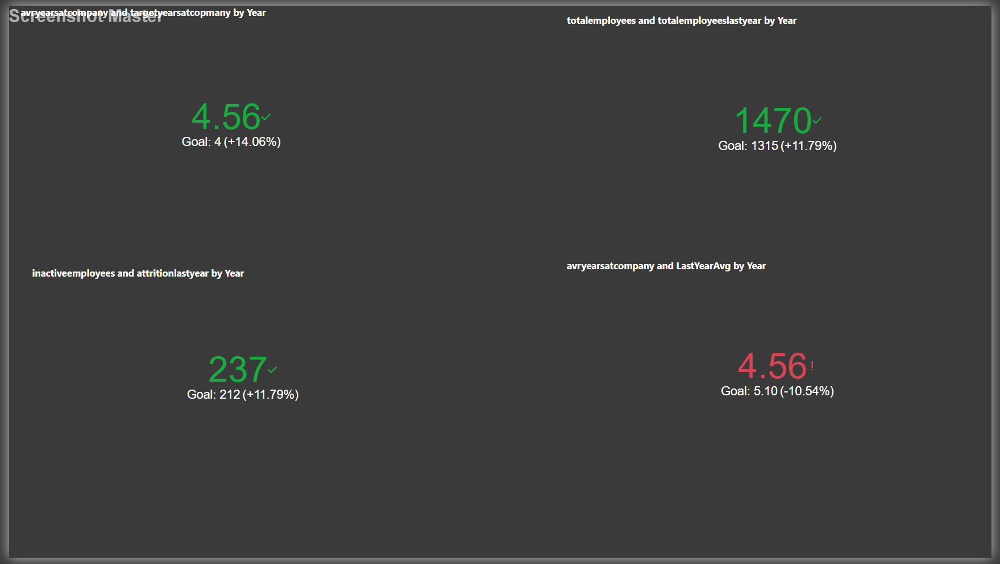 Screenshot Master
avryearsatcompany and targetyearsatcopmany by Year
4.56
Goal: 4 (+14.06%)
totalemployees and totalemployeeslastyear by Year
1470
Goal: 1315 (+11.79%)
inactiveemployees and attritionlastyear by Year
237
Goal: 212 (+11.79%)
avryearsatcompany and LastYearAvg by Year
4.56!
Goal: 5.10 (-10.54%)